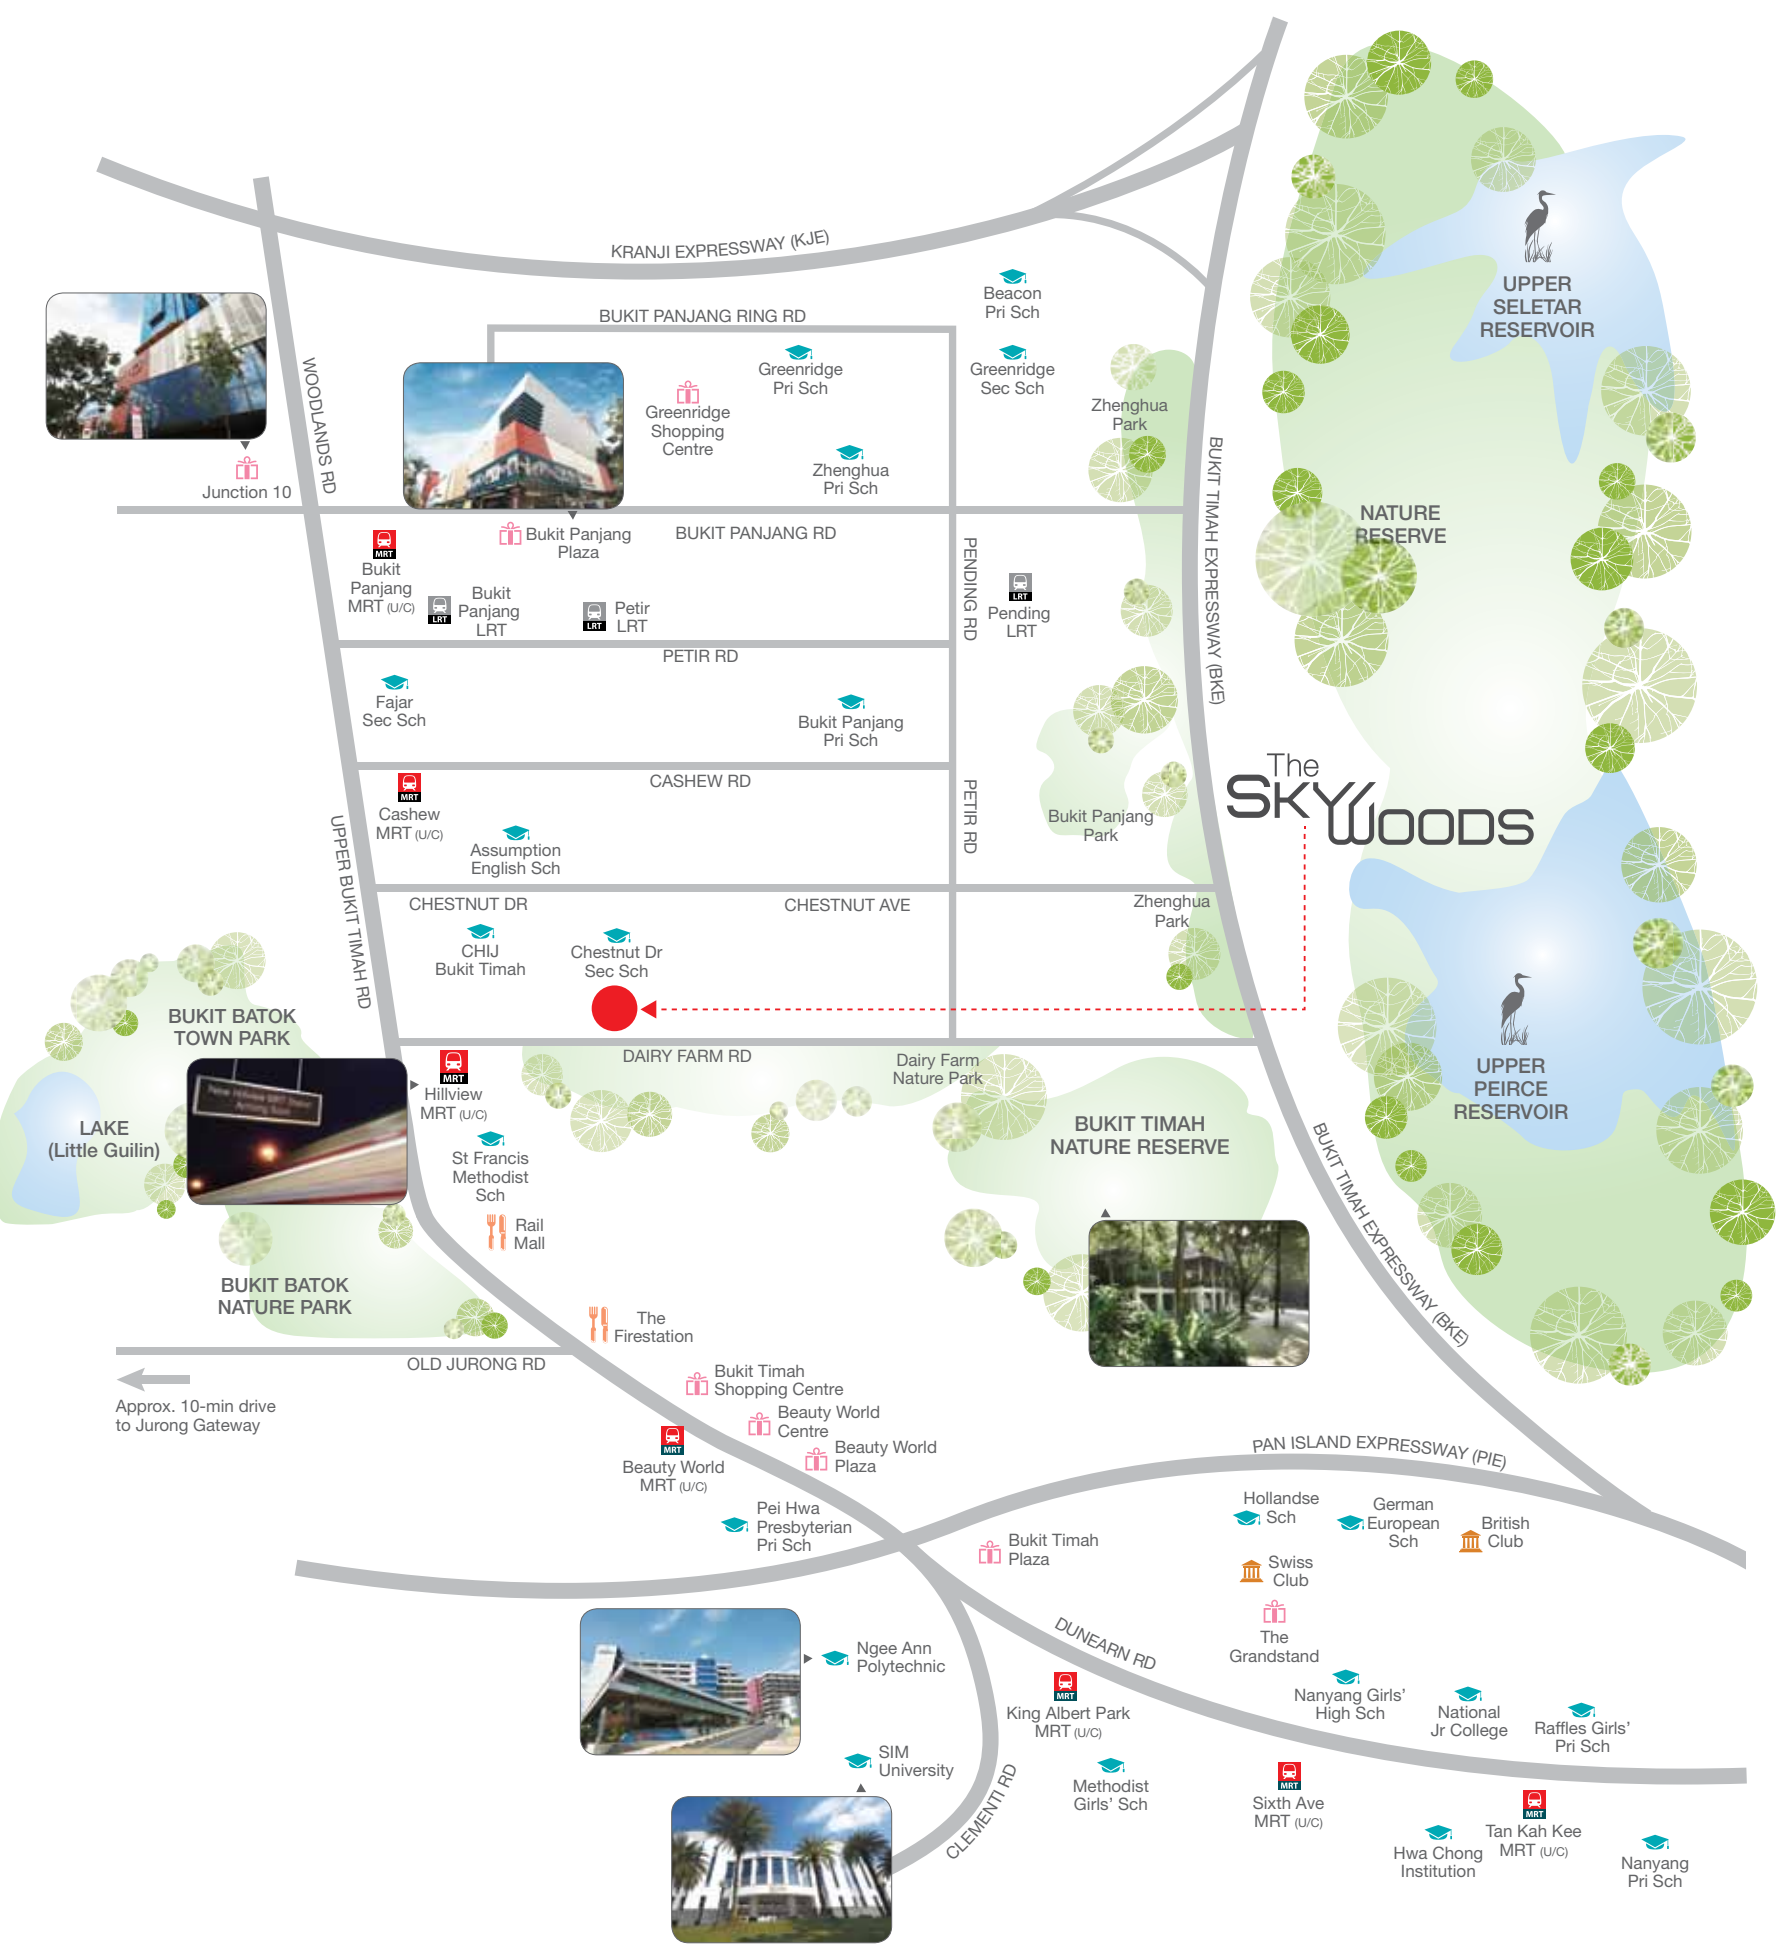 KRANJI EXPRESSWAY (KJE)
Beacon
Pri Sch
UPPER
SELETAR
RESERVOIR
BUKIT PANJANG RING RD
Greenridge
Pri Sch
Greenridge
Sec Sch
WOODLANDS RD
Greenridge
Shopping
Centre
Zhenghua
Park
Zhenghua
Pri Sch
Junction 10
BUKIT TIMAH EXPRESSWAY (BKE)
NATURE
RESERVE
Bukit Panjang
Plaza
BUKIT PANJANG RD
MRT
Bukit
Panjang
MRT (U/C)
LRT
Bukit
Panjang
LRT
LRT
Petir
LRT
PENDING RD
LRT
Pending
LRT
PETIR RD
Fajar
Sec Sch
Bukit Panjang
Pri Sch
CASHEW RD
MRT
Cashew
MRT (U/C)
Assumption
English Sch
PETIR RD
Bukit Panjang
Park
The
SKYWOODS
UPPER BUKIT TIMAH RD
CHESTNUT DR
CHESTNUT AVE
Zhenghua
Park
CHIJ
Bukit Timah
Chestnut Dr
Sec Sch
BUKIT BATOK
TOWN PARK
DAIRY FARM RD
Dairy Farm
Nature Park
UPPER
PEIRCE
RESERVOIR
MRT
Hillview
MRT (U/C)
LAKE
(Little Guilin)
BUKIT TIMAH
NATURE RESERVE
St Francis
Methodist
Sch
Rail
Mall
BUKIT TIMAH EXPRESSWAY (BKE)
BUKIT BATOK
NATURE PARK
The
Firestation
OLD JURONG RD
Approx. 10-min drive
to Jurong Gateway
Bukit Timah
Shopping Centre
Beauty World
Centre
Beauty World
Plaza
MRT
Beauty World
MRT (U/C)
PAN ISLAND EXPRESSWAY (PIE)
Pei Hwa
Presbyterian
Pri Sch
Bukit Timah
Plaza
Hollandse
Sch
German
European
Sch
British
Club
Swiss
Club
The
Grandstand
DUNEARN RD
Ngee Ann
Polytechnic
MRT
King Albert Park
MRT (U/C)
Nanyang Girls'
High Sch
National
Jr College
Raffles Girls'
Pri Sch
SIM
University
CLEMENTI RD
Methodist
Girls' Sch
MRT
Sixth Ave
MRT (U/C)
MRT
Tan Kah Kee
MRT (U/C)
Hwa Chong
Institution
Nanyang
Pri Sch